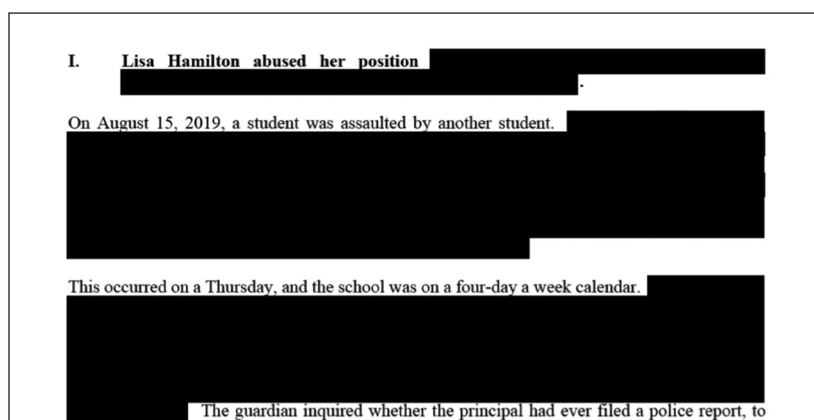 I. Lisa Hamilton abused her position
.
On August 15, 2019, a student was assaulted by another student.
This occurred on a Thursday, and the school was on a four-day a week calendar.
The guardian inquired whether the principal had ever filed a police report, to